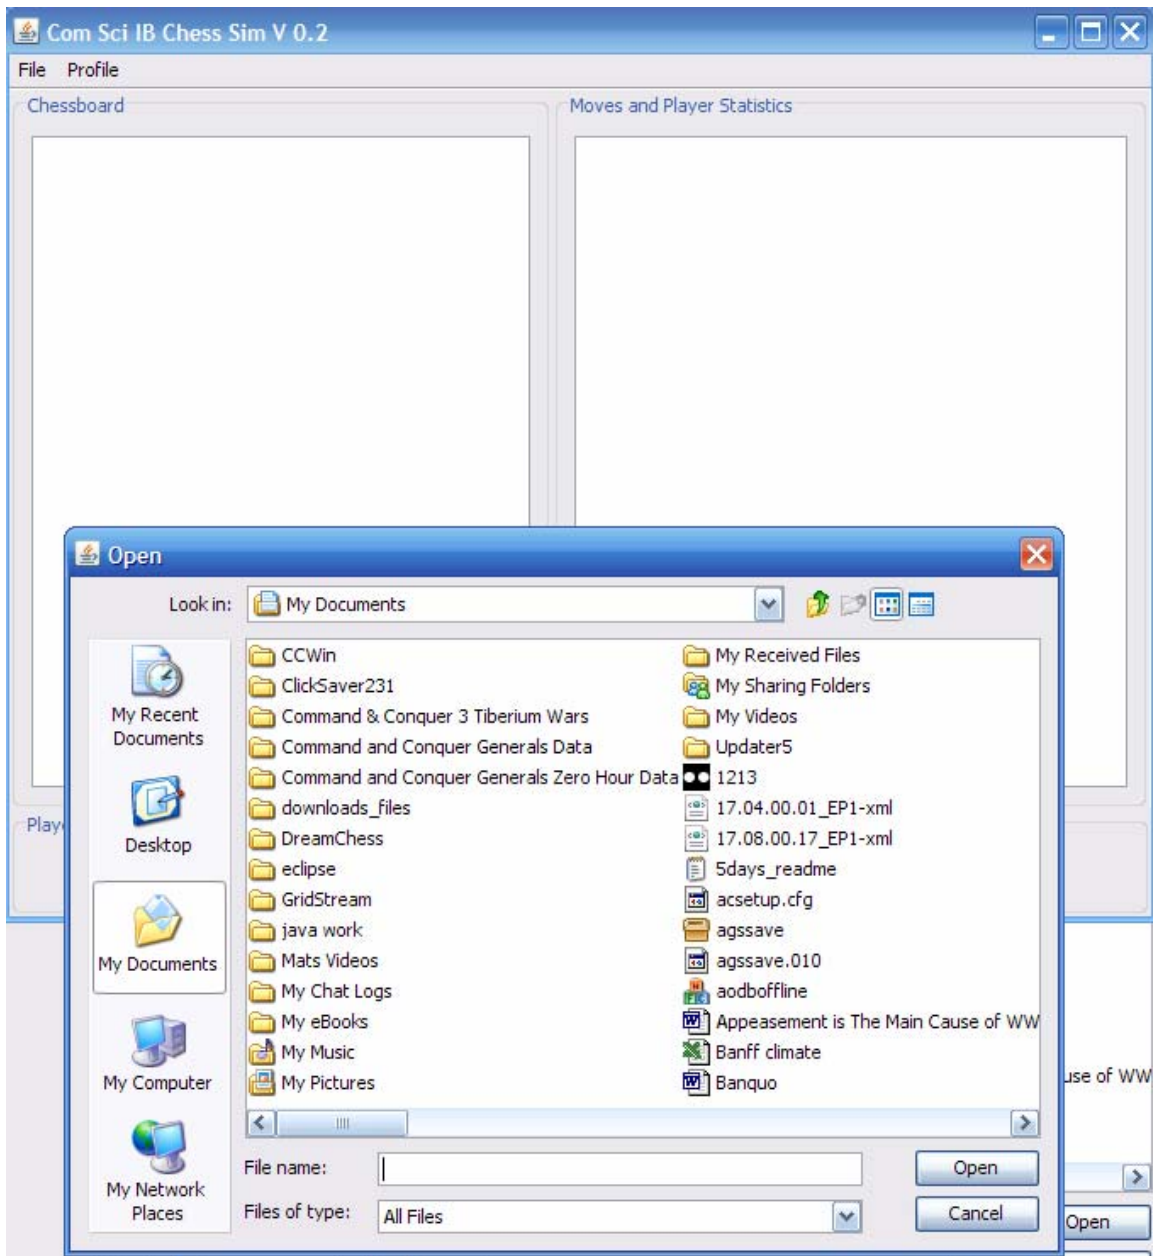 Com Sci IB Chess Sim V 0.2
File Profile
Chessboard
Moves and Player Statistics
Open
Look in: My Documents
My Recent
Documents
Desktop
My Documents
My Computer
My Network
Places
CCWin
ClickSaver231
Command & Conquer 3 Tiberium Wars
Command and Conquer Generals Data
Command and Conquer Generals Zero Hour Data
downloads_files
DreamChess
eclipse
GridStream
java work
Mats Videos
My Chat Logs
My eBooks
My Music
My Pictures
My Received Files
My Sharing Folders
My Videos
Updater5
1213
17.04.00.01_EP1-xml
17.08.00.17_EP1-xml
5days_readme
acsetup.cfg
agssave
agssave.010
aodboffline
Appeasement is The Main Cause of WW
Banff climate
Banquo
File name:
Open
Files of type: All Files
Cancel
Play
use of WW
Open